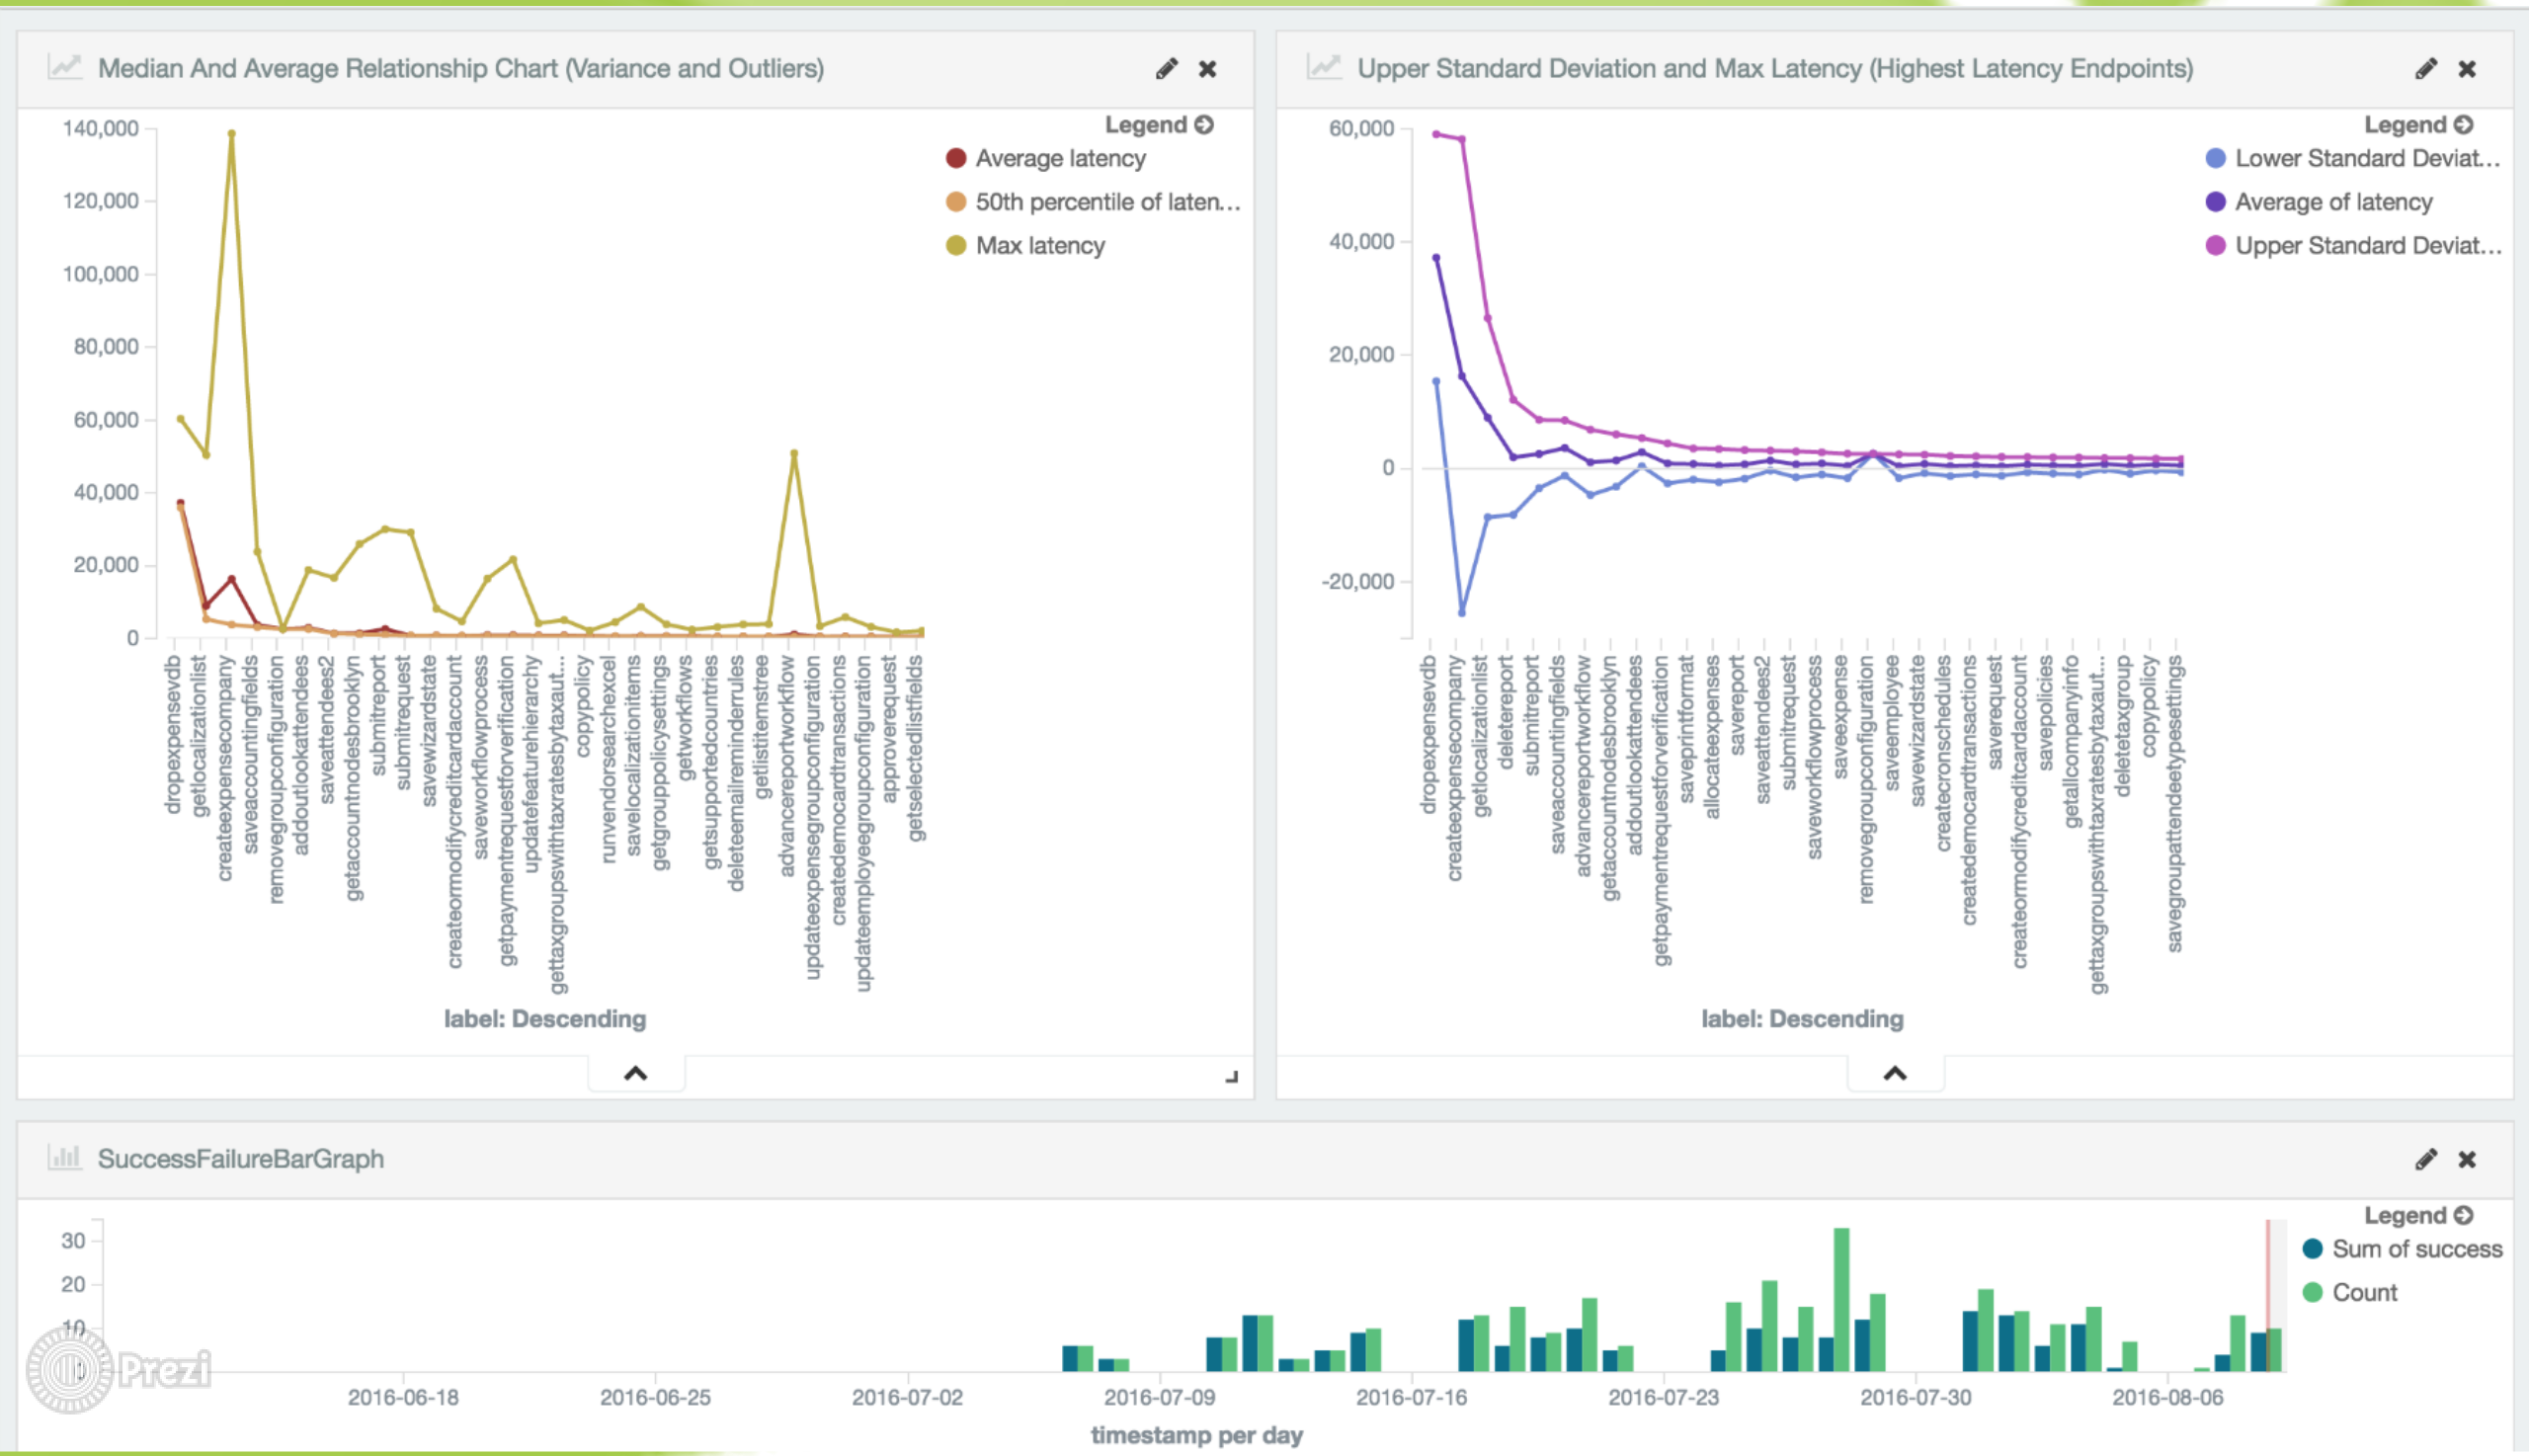 Median And Average Relationship Chart (Variance and Outliers)
Legend
Average latency
50th percentile of laten...
Max latency
140,000
120,000
100,000
80,000
60,000
40,000
20,000
0
dropexpensevdb
getlocalizationlist
createexpensecompany
saveaccountingfields
removegroupconfiguration
addoutlookattendees
saveattendees2
getaccountnodesbrooklyn
submitreport
submitrequest
savewizardstate
createormodifycreditcardaccount
saveworkflowprocess
getpaymentrequestforverification
updatefeaturehierarchy
gettaxgroupswithtaxratesbytaxaut...
copypolicy
runvendorsearchexcel
savelocalizationitems
getgrouppolicysettings
getworkflows
getsupportedcountries
deleteemailreminderrules
getlistitemstree
advancereportworkflow
updateexpensegroupconfiguration
createdemocardtransactions
updateemployeegroupconfiguration
approverequest
getselectedlistfields
label: Descending
Upper Standard Deviation and Max Latency (Highest Latency Endpoints)
Legend
Lower Standard Deviat...
Average of latency
Upper Standard Deviat...
60,000
40,000
20,000
0
-20,000
dropexpensevdb
createexpensecompany
getlocalizationlist
deletereport
submitreport
saveaccountingfields
advancereportworkflow
getaccountnodesbrooklyn
addoutlookattendees
getpaymentrequestforverification
saveprintformat
allocateexpenses
savereport
saveattendees2
submitrequest
saveworkflowprocess
saveexpense
removegroupconfiguration
saveemployee
savewizardstate
createcronschedules
createdemocardtransactions
saverequest
createormodifycreditcardaccount
savepolicies
getallcompanyinfo
gettaxgroupswithtaxratesbytaxaut...
deletetaxgroup
copypolicy
savegroupattendeetypesettings
label: Descending
SuccessFailureBarGraph
Legend
Sum of success
Count
30
20
10
0
Prezi
2016-06-18
2016-06-25
2016-07-02
2016-07-09
2016-07-16
2016-07-23
2016-07-30
2016-08-06
timestamp per day